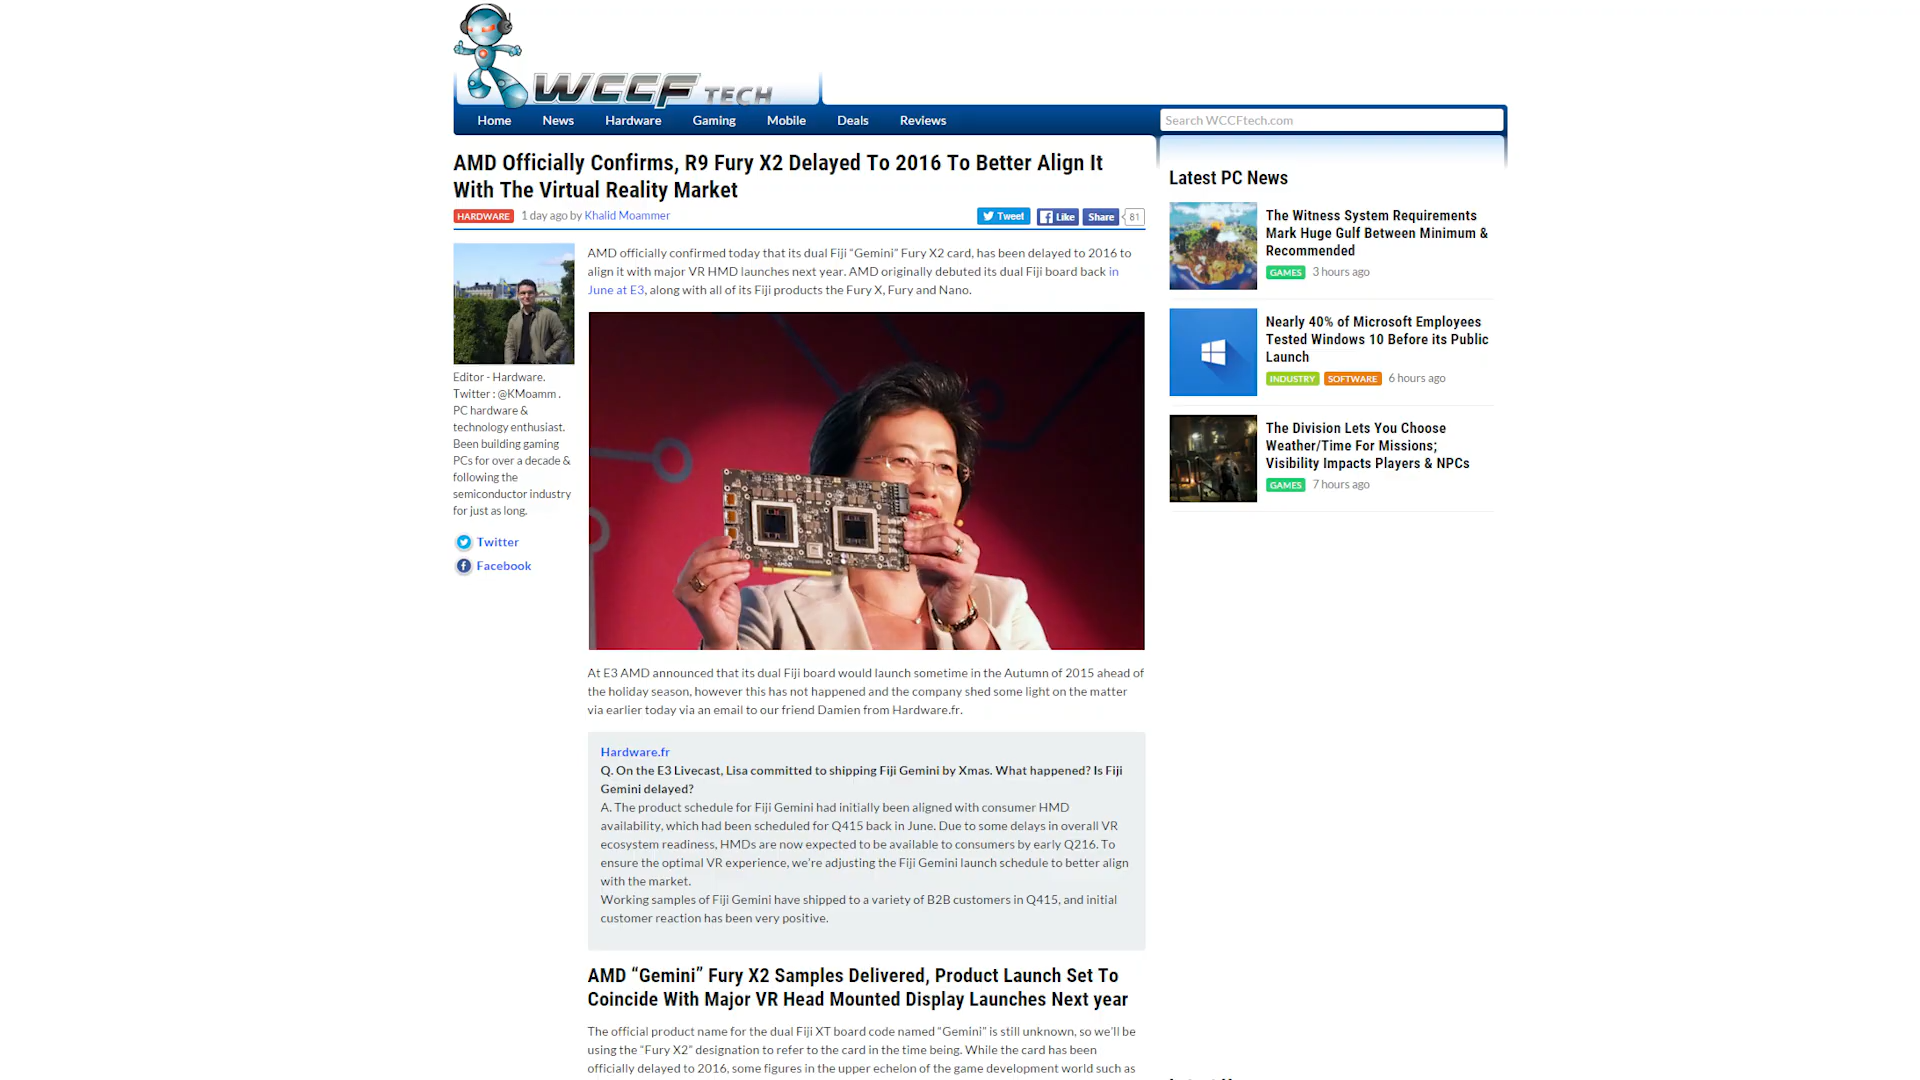 WCCF TECH
Home News Hardware Gaming Mobile Deals Reviews
Search WCCFtech.com
AMD Officially Confirms, R9 Fury X2 Delayed To 2016 To Better Align It
With The Virtual Reality Market
HARDWARE 1 day ago by Khalid Moammer
Tweet Like Share 81
Editor - Hardware.
Twitter : @KMoamm .
PC hardware &
technology enthusiast.
Been building gaming
PCs for over a decade &
following the
semiconductor industry
for just as long.
Twitter
Facebook
AMD officially confirmed today that its dual Fiji “Gemini” Fury X2 card, has been delayed to 2016 to
align it with major VR HMD launches next year. AMD originally debuted its dual Fiji board back in
June at E3, along with all of its Fiji products the Fury X, Fury and Nano.
At E3 AMD announced that its dual Fiji board would launch sometime in the Autumn of 2015 ahead of
the holiday season, however this has not happened and the company shed some light on the matter
via earlier today via an email to our friend Damien from Hardware.fr.
Hardware.fr
Q. On the E3 Livecast, Lisa committed to shipping Fiji Gemini by Xmas. What happened? Is Fiji
Gemini delayed?
A. The product schedule for Fiji Gemini had initially been aligned with consumer HMD
availability, which had been scheduled for Q415 back in June. Due to some delays in overall VR
ecosystem readiness, HMDs are now expected to be available to consumers by early Q216. To
ensure the optimal VR experience, we’re adjusting the Fiji Gemini launch schedule to better align
with the market.
Working samples of Fiji Gemini have shipped to a variety of B2B customers in Q415, and initial
customer reaction has been very positive.
AMD “Gemini” Fury X2 Samples Delivered, Product Launch Set To
Coincide With Major VR Head Mounted Display Launches Next year
The official product name for the dual Fiji XT board code named “Gemini” is still unknown, so we’ll be
using the “Fury X2” designation to refer to the card in the time being. While the card has been
officially delayed to 2016, some figures in the upper echelon of the game development world such as
Latest PC News
The Witness System Requirements
Mark Huge Gulf Between Minimum &
Recommended
GAMES 3 hours ago
Nearly 40% of Microsoft Employees
Tested Windows 10 Before its Public
Launch
INDUSTRY SOFTWARE 6 hours ago
The Division Lets You Choose
Weather/Time For Missions;
Visibility Impacts Players & NPCs
GAMES 7 hours ago